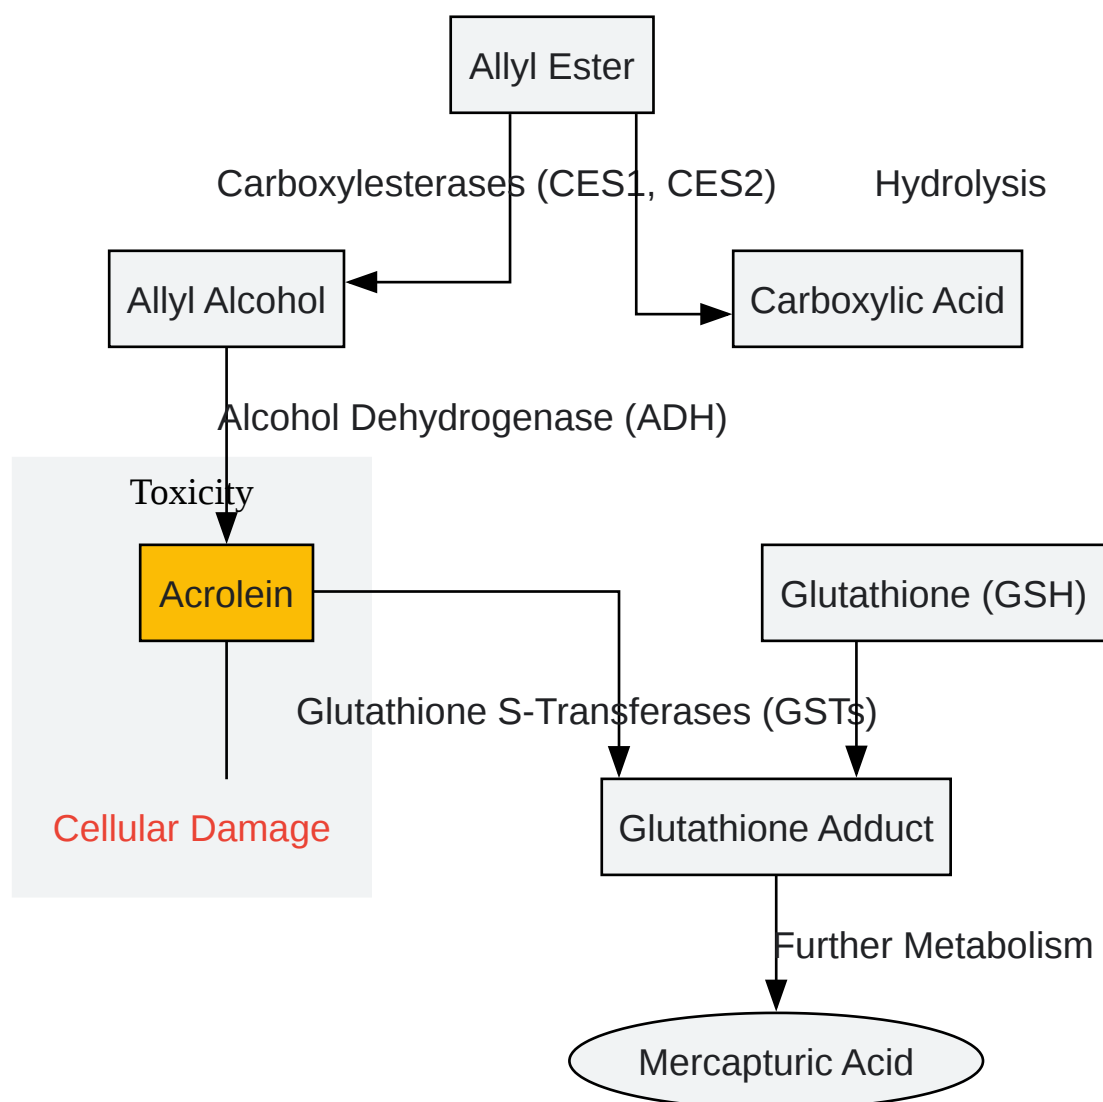 Allyl Ester
Carboxylesterases (CES1, CES2)
Hydrolysis
Allyl Alcohol
Carboxylic Acid
Alcohol Dehydrogenase (ADH)
Toxicity
Acrolein
Glutathione (GSH)
Glutathione S-Transferases (GSTs)
Cellular Damage
Glutathione Adduct
Further Metabolism
Mercapturic Acid